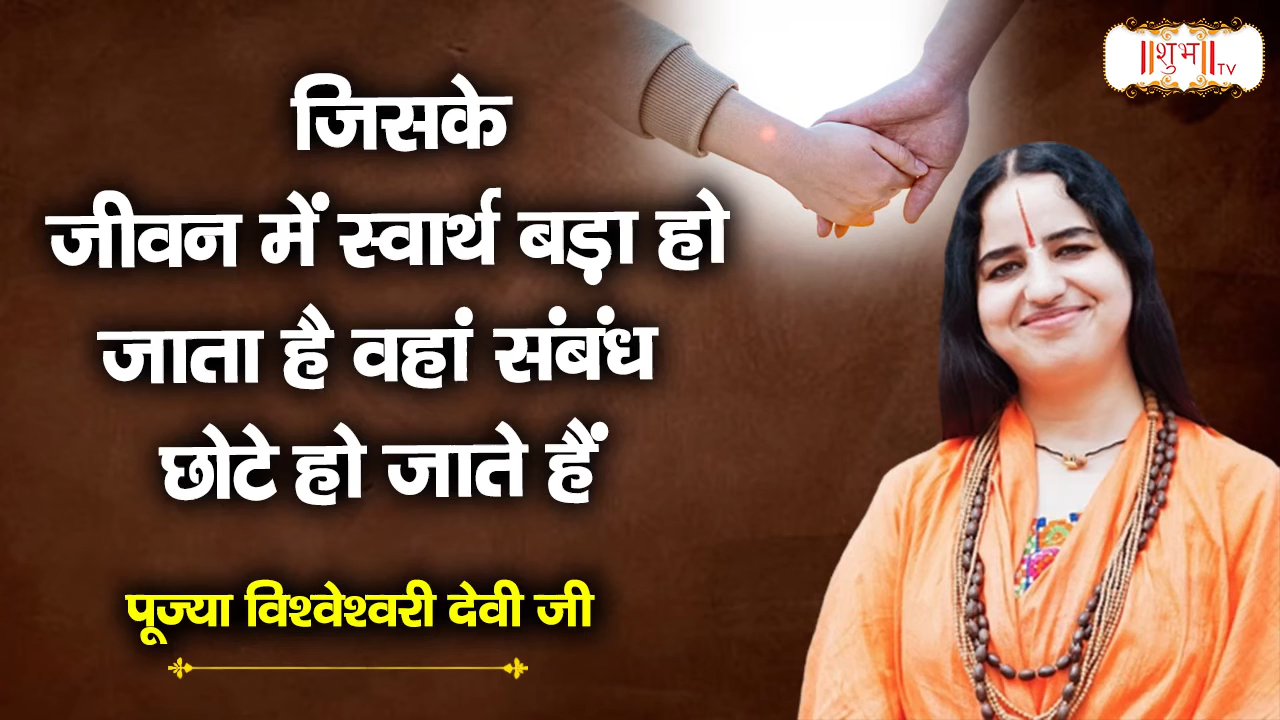 ॥शुभ॥TV
जिसके
जीवन में स्वार्थ बड़ा हो
जाता है वहां संबंध
छोटे हो जाते हैं
पूज्या विश्वेश्वरी देवी जी